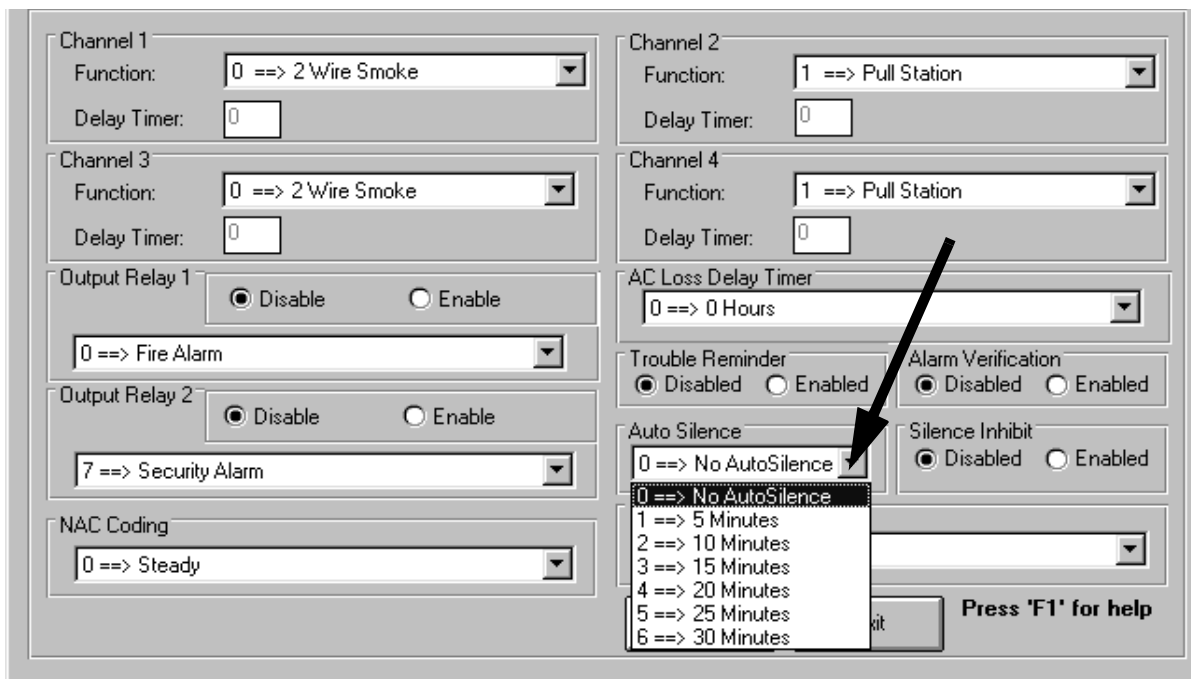 Channel 1
Function: 0 ==> 2 Wire Smoke
Delay Timer: 0
Channel 2
Function: 1 ==> Pull Station
Delay Timer: 0
Channel 3
Function: 0 ==> 2 Wire Smoke
Delay Timer: 0
Channel 4
Function: 1 ==> Pull Station
Delay Timer: 0
Output Relay 1
Disable Enable
0 ==> Fire Alarm
AC Loss Delay Timer
0 ==> 0 Hours
Trouble Reminder
Disabled Enabled
Alarm Verification
Disabled Enabled
Output Relay 2
Disable Enable
7 ==> Security Alarm
Auto Silence
0 ==> No AutoSilence
0 ==> No AutoSilence
1 ==> 5 Minutes
2 ==> 10 Minutes
3 ==> 15 Minutes
4 ==> 20 Minutes
5 ==> 25 Minutes
6 ==> 30 Minutes
Silence Inhibit
Disabled Enabled
NAC Coding
0 ==> Steady
Press 'F1' for help